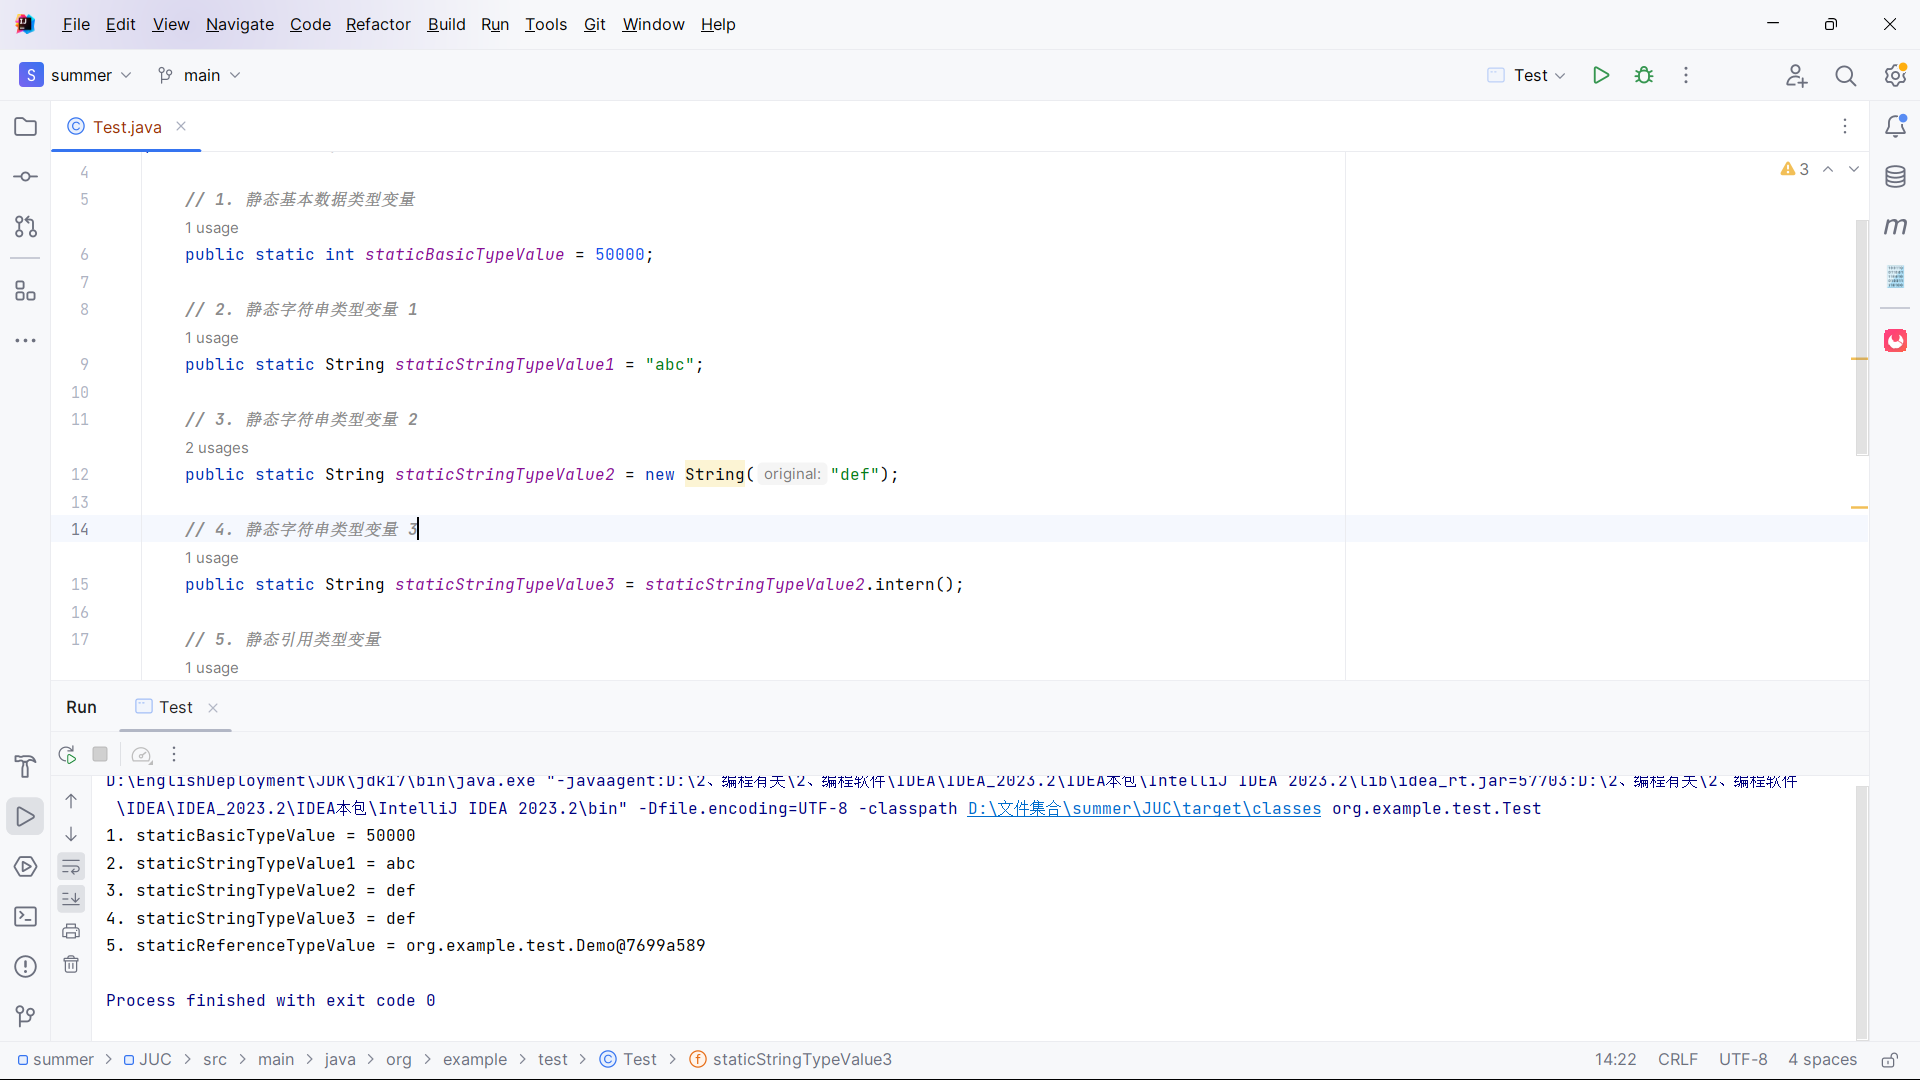 File Edit View Navigate Code Refactor Build Run Tools Git Window Help
S summer main Test
Test.java
4
3
5 // 1. 静态基本数据类型变量
1 usage
6 public static int staticBasicTypeValue = 50000;
7
8 // 2. 静态字符串类型变量 1
1 usage
9 public static String staticStringTypeValue1 = "abc";
10
11 // 3. 静态字符串类型变量 2
2 usages
12 public static String staticStringTypeValue2 = new String( original: "def");
13
14 // 4. 静态字符串类型变量 3
1 usage
15 public static String staticStringTypeValue3 = staticStringTypeValue2.intern();
16
17 // 5. 静态引用类型变量
1 usage
Run Test
D:\EnglishDeployment\JDK\jdk17\bin\java.exe "-javaagent:D:\2、编程有关\2、编程软件\IDEA\IDEA_2023.2\IDEA本包\IntelliJ IDEA 2023.2\lib\idea_rt.jar=57703:D:\2、编程有关\2、编程软件
\IDEA\IDEA_2023.2\IDEA本包\IntelliJ IDEA 2023.2\bin" -Dfile.encoding=UTF-8 -classpath D:\文件集合\summer\JUC\target\classes org.example.test.Test
1. staticBasicTypeValue = 50000
2. staticStringTypeValue1 = abc
3. staticStringTypeValue2 = def
4. staticStringTypeValue3 = def
5. staticReferenceTypeValue = org.example.test.Demo@7699a589
Process finished with exit code 0
summer > JUC > src > main > java > org > example > test > Test > staticStringTypeValue3 14:22 CRLF UTF-8 4 spaces